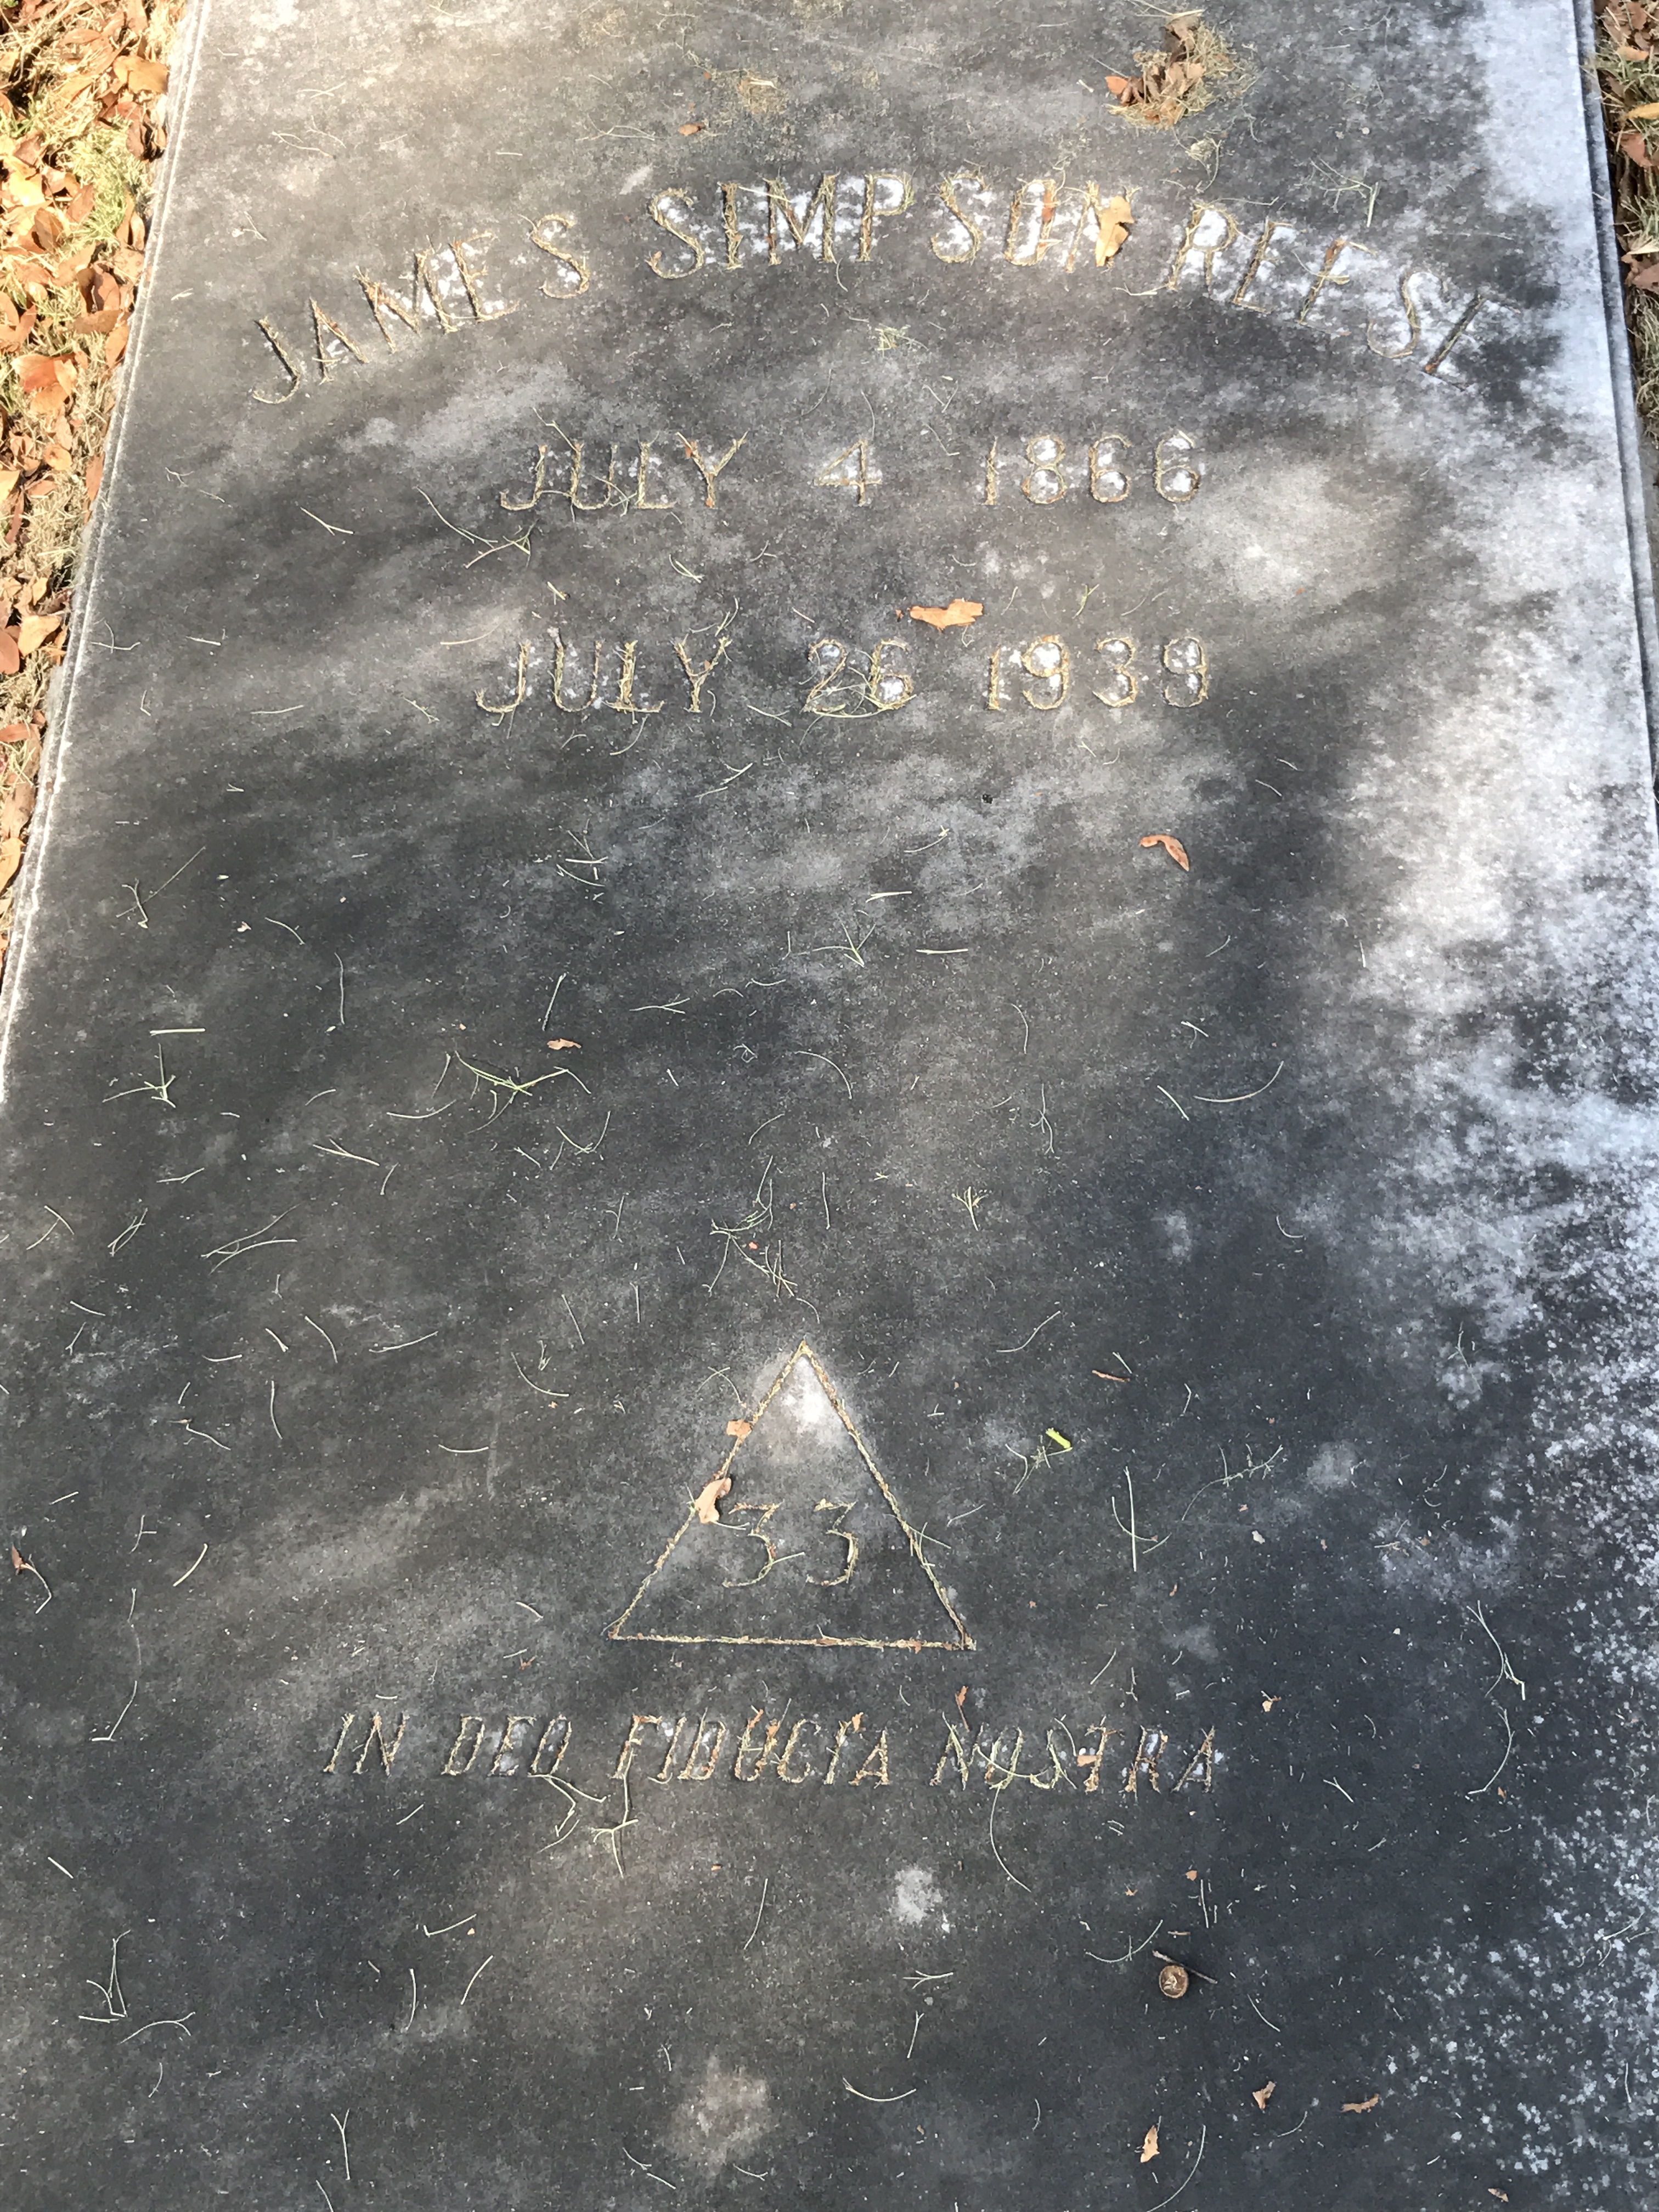 JAMES SIMPSON REESE
JULY 4 1866
JULY 26 1939
33
IN DEO FIDUCIA NOSTRA